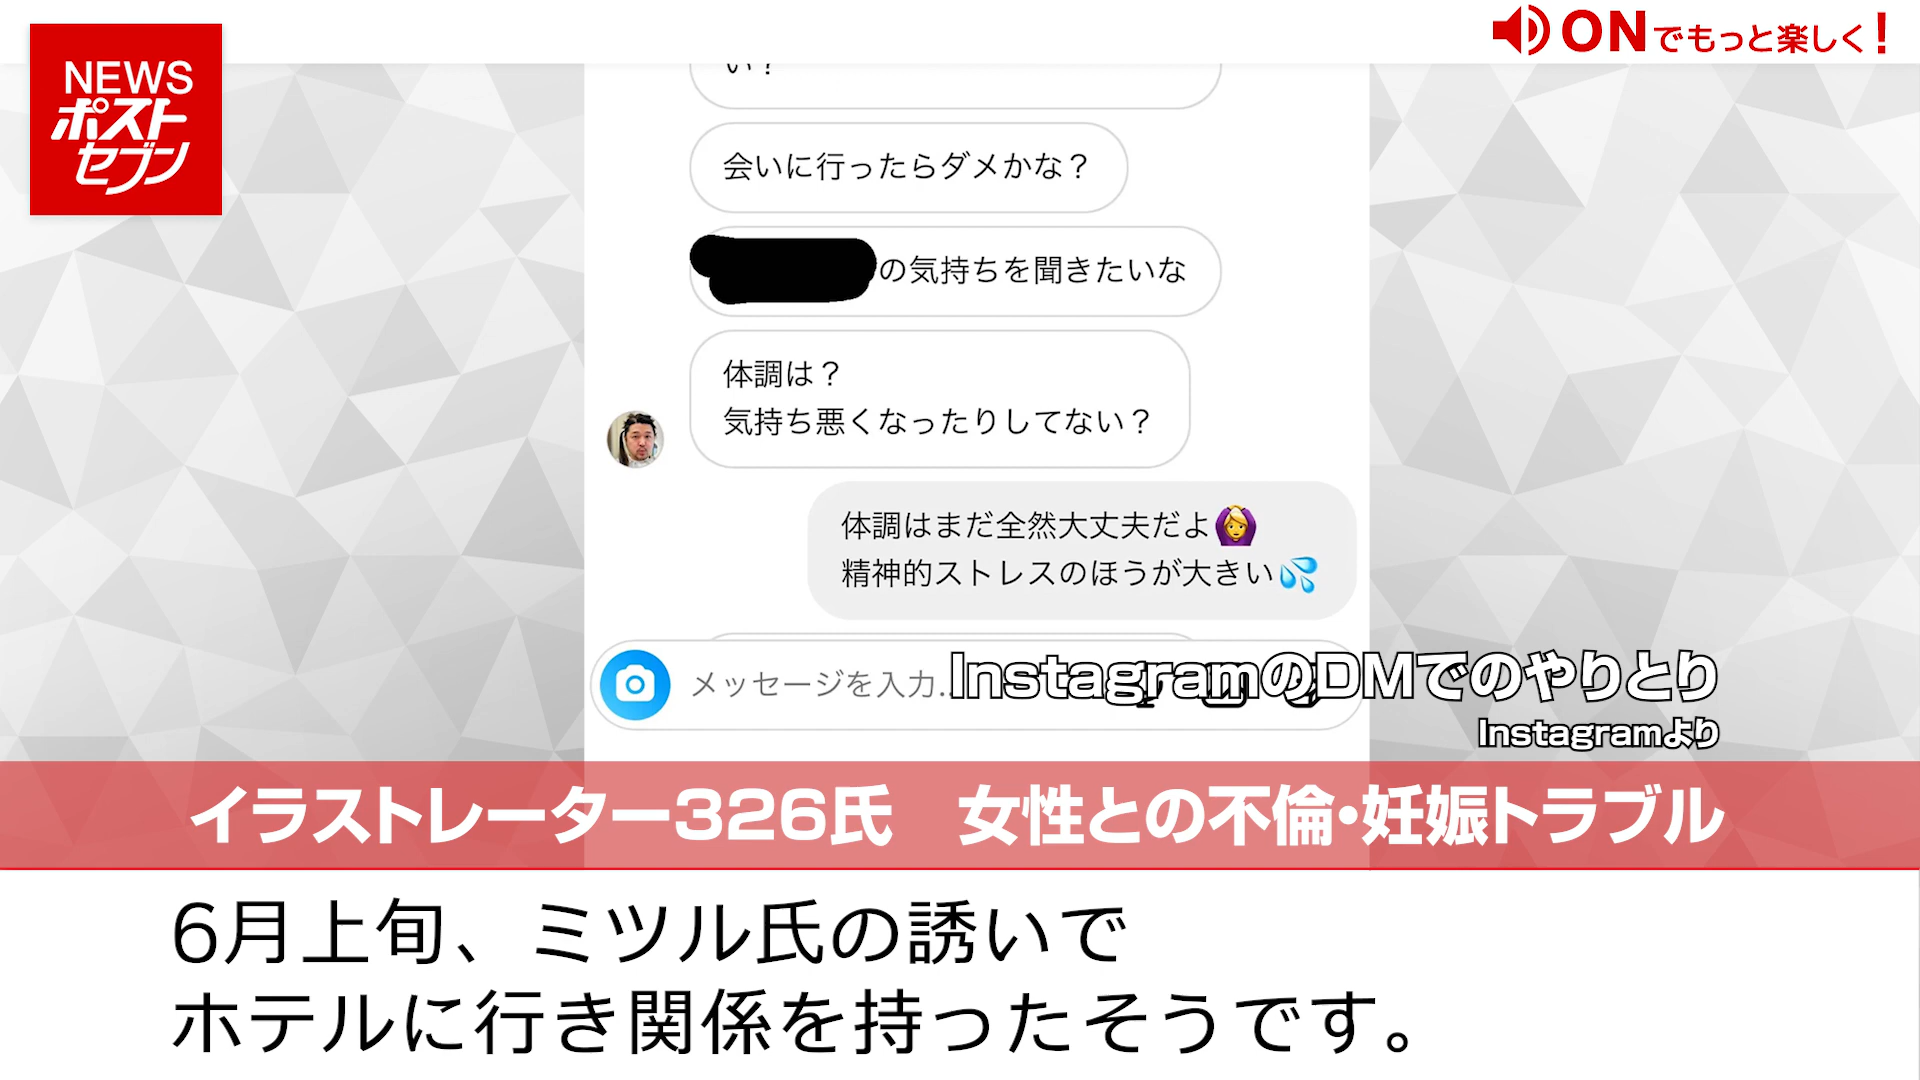 ONでもっと楽しく！
NEWS
ポスト
セブン
い？
会いに行ったらダメかな？
の気持ちを聞きたいな
体調は？
気持ち悪くなったりしてない？
体調はまだ全然大丈夫だよ🙆‍♀️
精神的ストレスのほうが大きい💦
メッセージを入力...
InstagramのDMでのやりとり
Instagramより
イラストレーター326氏　女性との不倫・妊娠トラブル
6月上旬、ミツル氏の誘いで
ホテルに行き関係を持ったそうです。